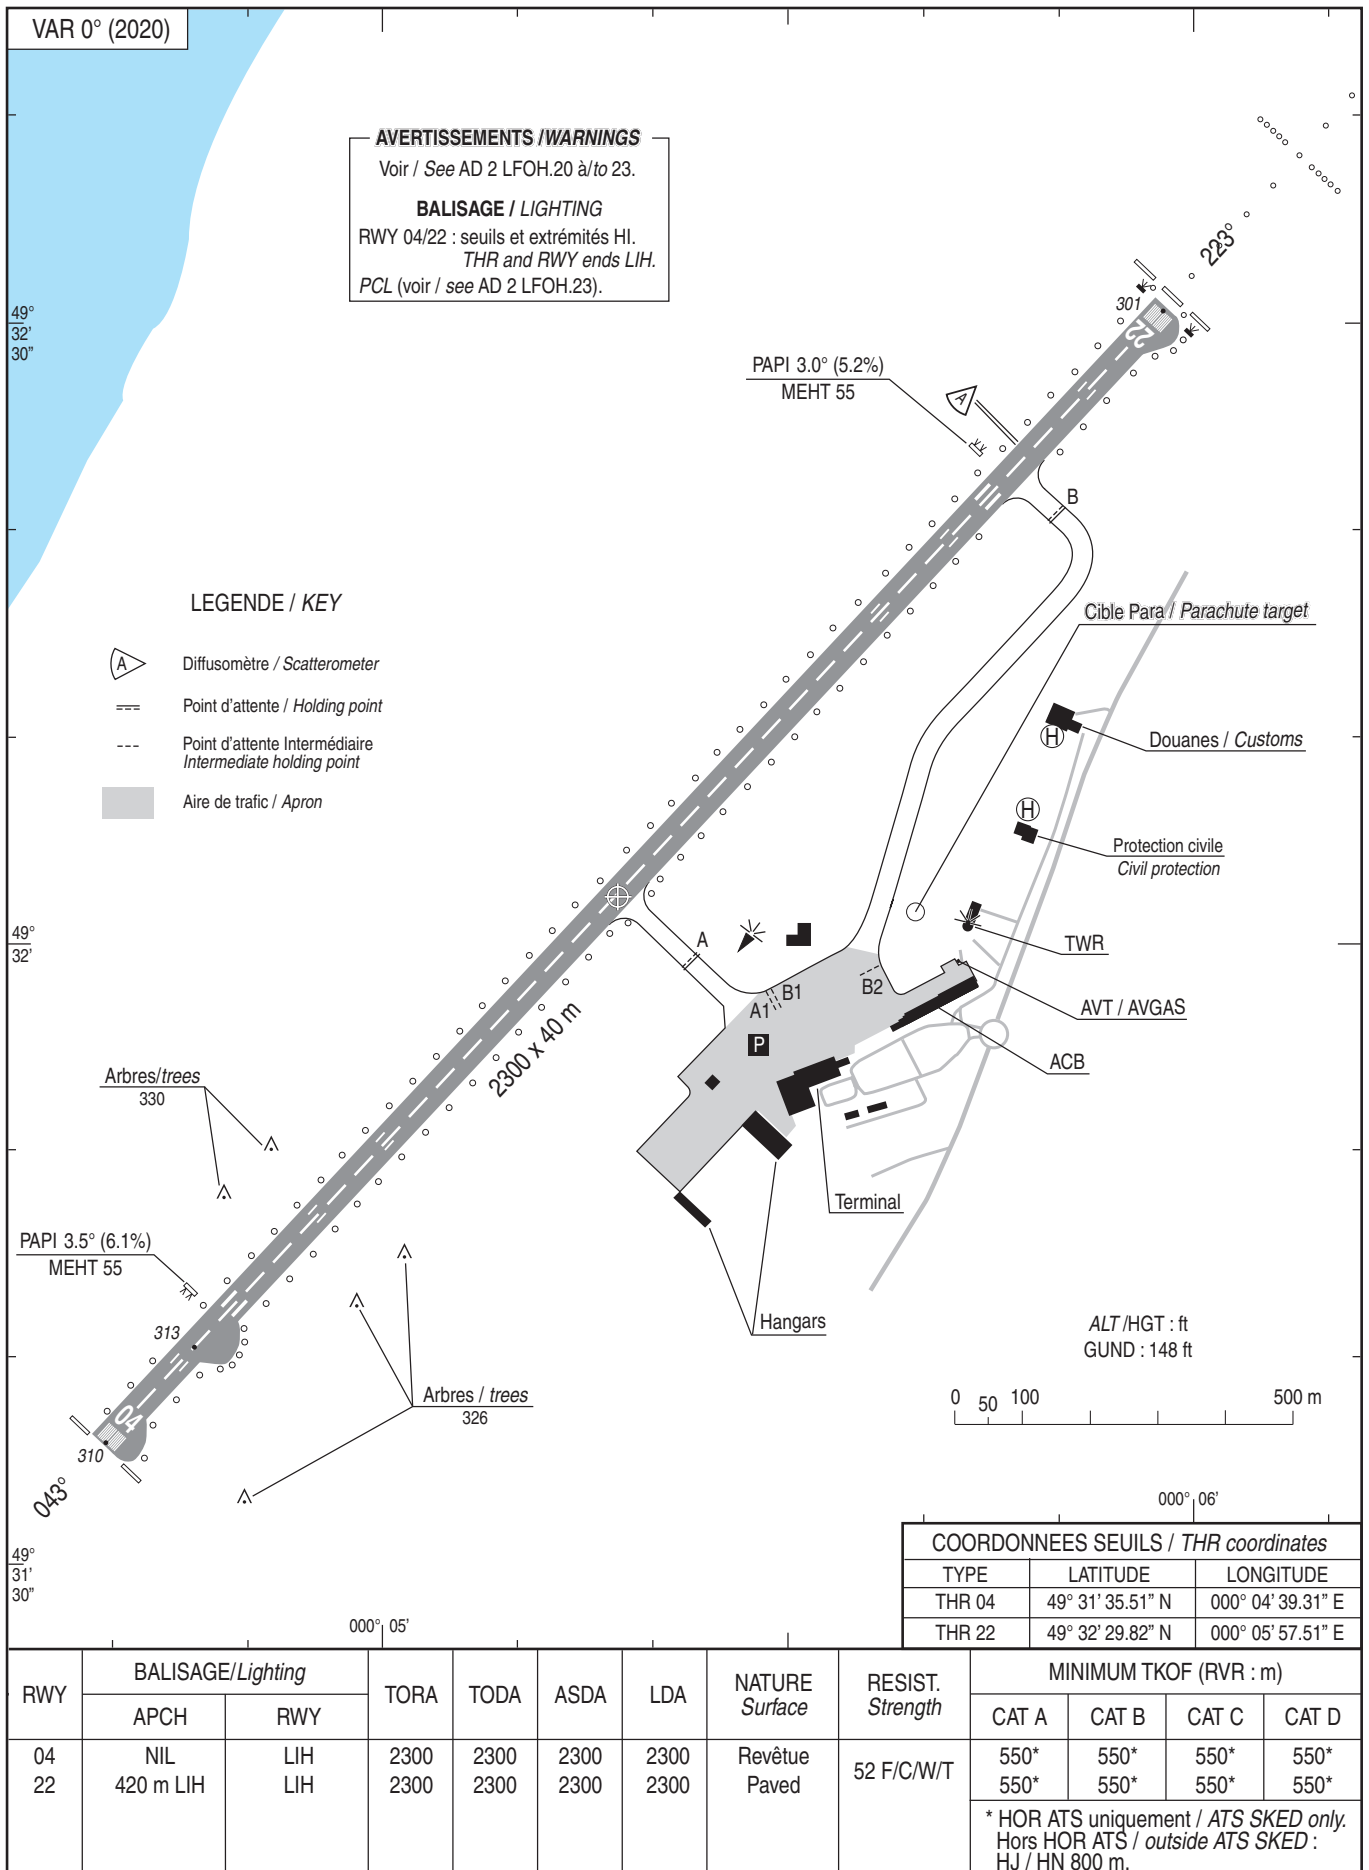 VAR 0° (2020)
AVERTISSEMENTS / WARNINGS
Voir / See AD 2 LFOH.20 à/to 23.
BALISAGE / LIGHTING
RWY 04/22 : seuils et extrémités HI.
THR and RWY ends LIH.
PCL (voir / see AD 2 LFOH.23).
223°
301
22
49°
32'
30”
PAPI 3.0° (5.2%)
MEHT 55
A
B
LEGENDE / KEY
A
Diffusomètre / Scatterometer
Point d'attente / Holding point
Point d'attente Intermédiaire
Intermediate holding point
Aire de trafic / Apron
Cible Para / Parachute target
H
Douanes / Customs
H
Protection civile
Civil protection
49°
32'
A
TWR
B1
B2
A1
AVT / AVGAS
P
ACB
2300 x 40 m
Arbres/trees
330
Terminal
PAPI 3.5° (6.1%)
MEHT 55
Hangars
313
ALT /HGT : ft
GUND : 148 ft
0 50 100 500 m
Arbres / trees
326
04
310
043°
000° 06'
49°
31'
30”
000° 05'
COORDONNEES SEUILS / THR coordinates
TYPE LATITUDE LONGITUDE
THR 04 49° 31' 35.51” N 000° 04' 39.31” E
THR 22 49° 32' 29.82” N 000° 05' 57.51” E
RWY BALISAGE/Lighting TORA TODA ASDA LDA NATURE Surface RESIST. Strength MINIMUM TKOF (RVR : m)
APCH RWY CAT A CAT B CAT C CAT D
04 NIL LIH 2300 2300 2300 2300 Revêtue 52 F/C/W/T 550* 550* 550* 550*
22 420 m LIH LIH 2300 2300 2300 2300 Paved 550* 550* 550* 550*
* HOR ATS uniquement / ATS SKED only.
Hors HOR ATS / outside ATS SKED :
HJ / HN 800 m.